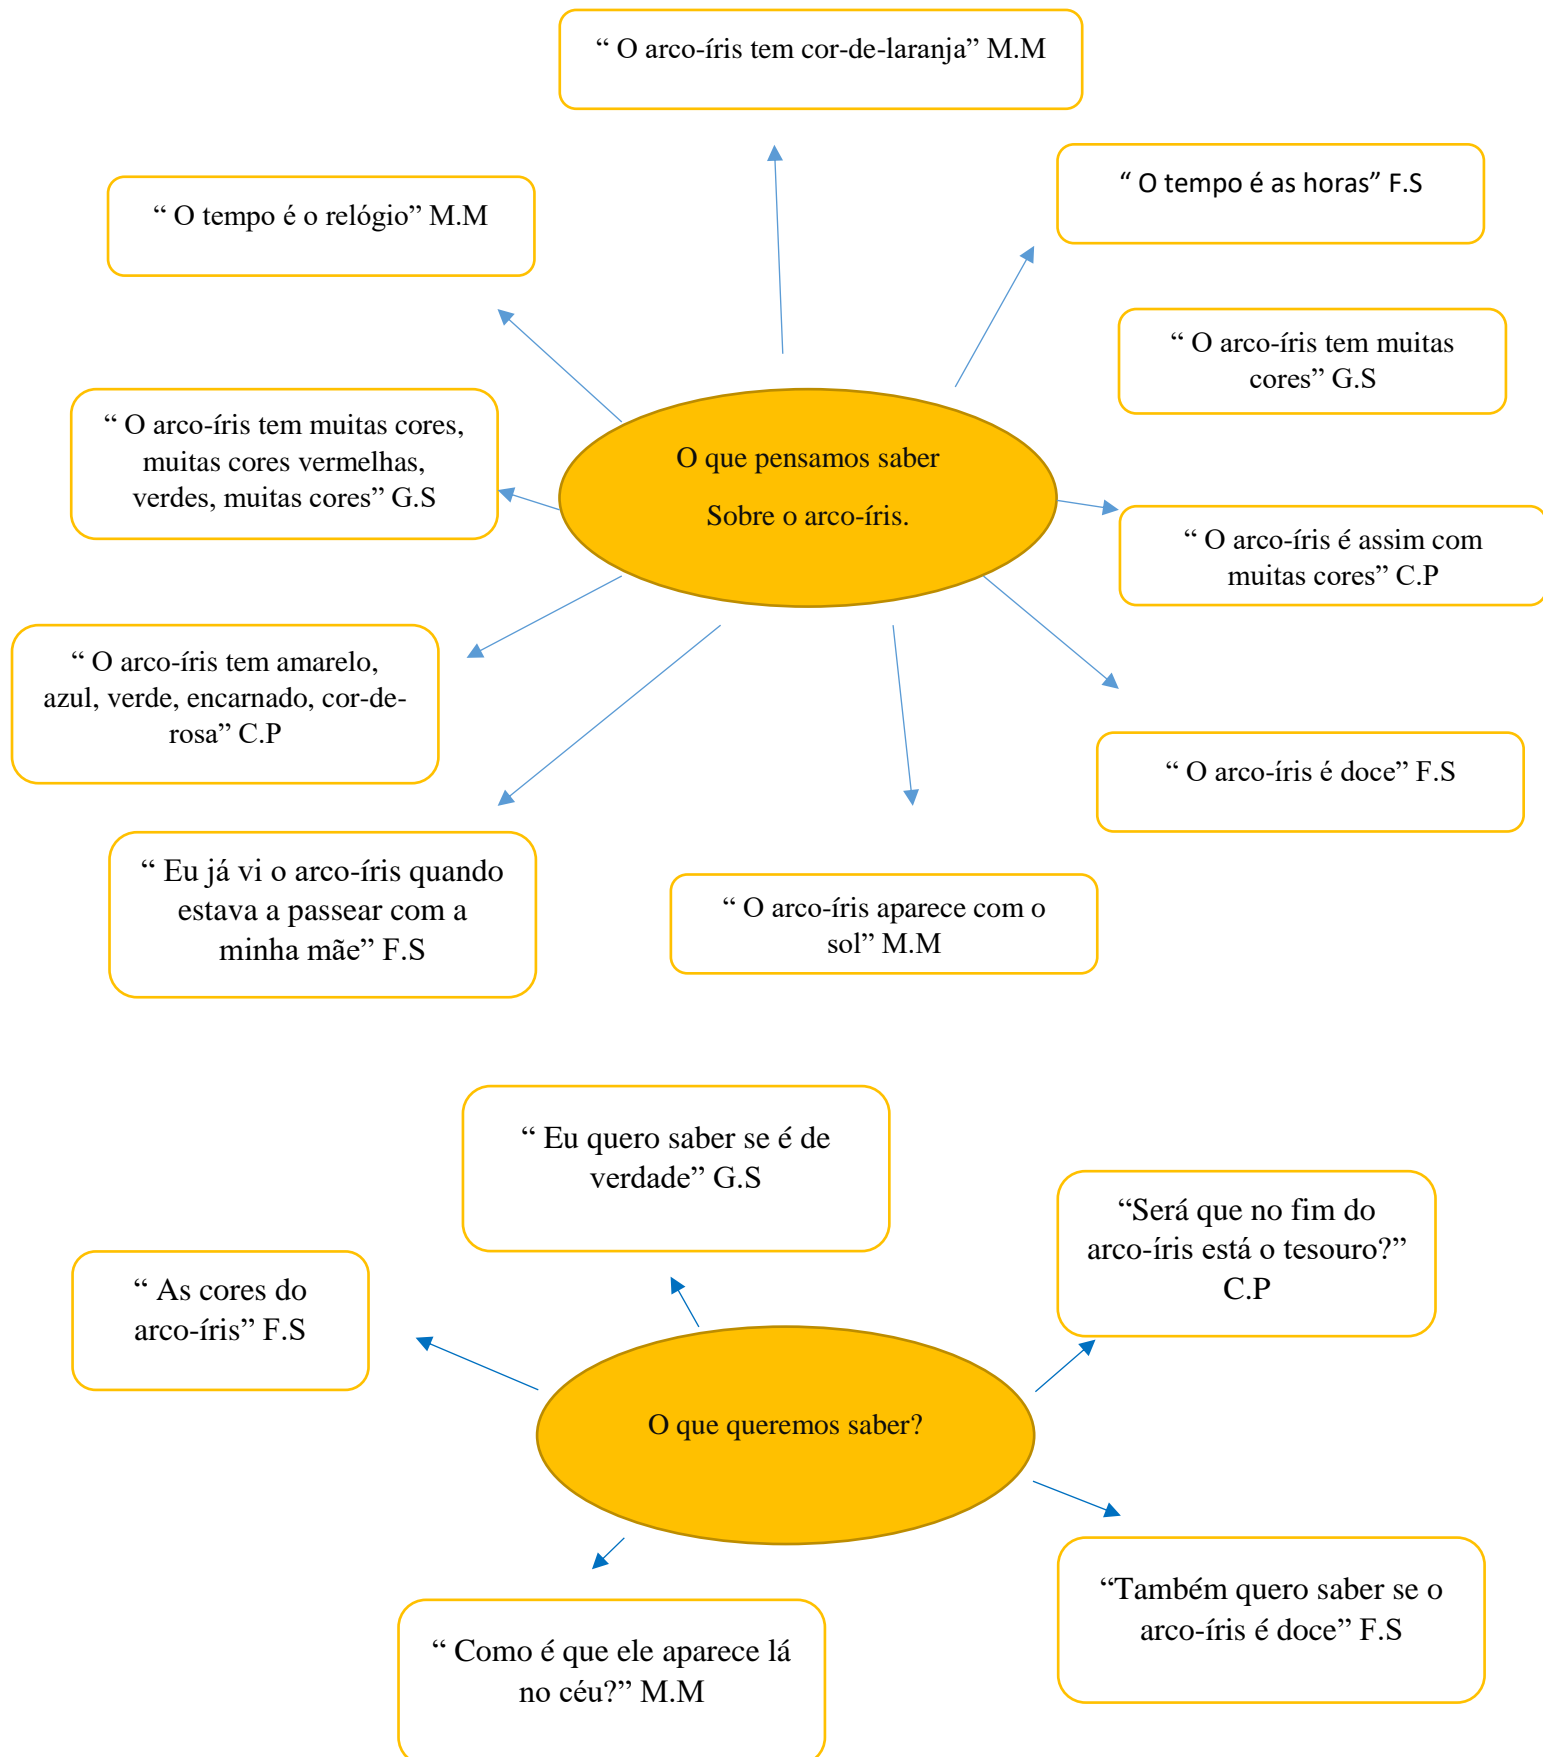 “ O arco-íris tem cor-de-laranja” M.M
“ O tempo é as horas” F.S
“ O tempo é o relógio” M.M
“ O arco-íris tem muitas
cores” G.S
“ O arco-íris tem muitas cores,
muitas cores vermelhas,
verdes, muitas cores” G.S
O que pensamos saber
Sobre o arco-íris.
“ O arco-íris é assim com
muitas cores” C.P
“ O arco-íris tem amarelo,
azul, verde, encarnado, cor-de-
rosa” C.P
“ O arco-íris é doce” F.S
“ Eu já vi o arco-íris quando
estava a passear com a
minha mãe” F.S
“ O arco-íris aparece com o
sol” M.M
“ Eu quero saber se é de
verdade” G.S
“Será que no fim do
arco-íris está o tesouro?”
C.P
“ As cores do
arco-íris” F.S
O que queremos saber?
“Também quero saber se o
arco-íris é doce” F.S
“ Como é que ele aparece lá
no céu?” M.M